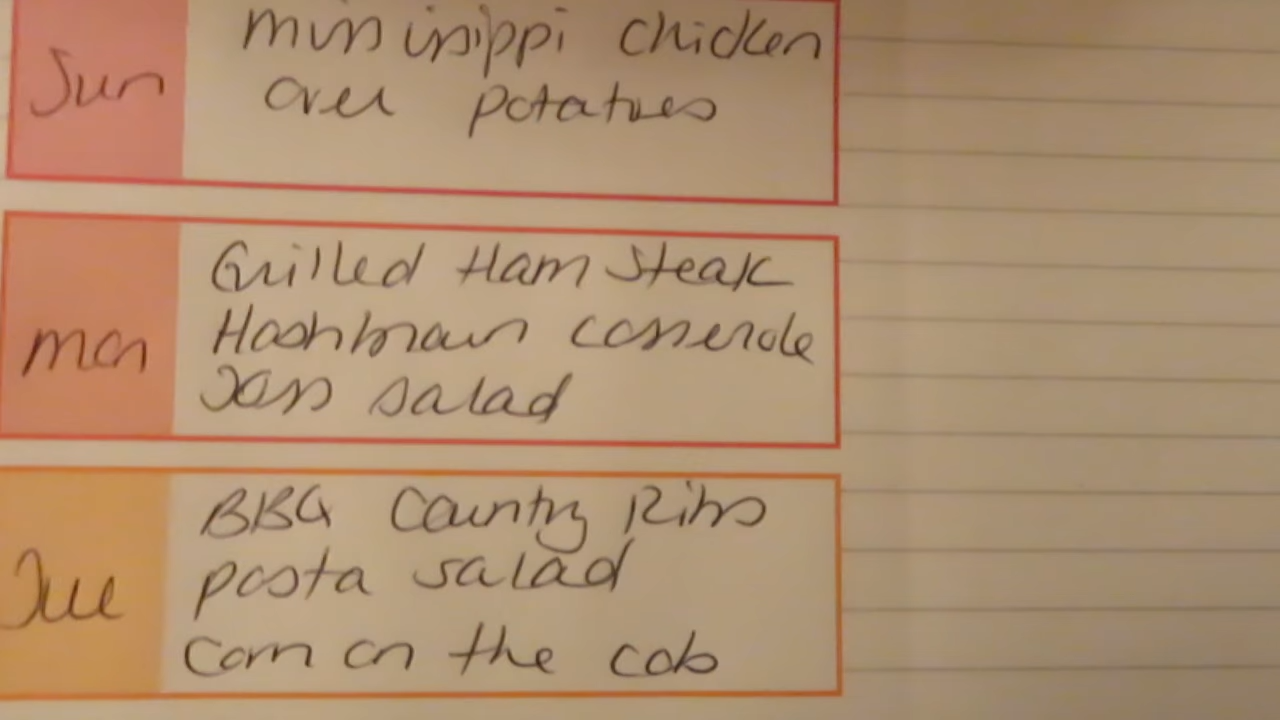 Sun
Mississippi chicken
over potatoes
mon
Grilled Ham Steak
Hashbrown casserole
Toss salad
Tue
BBQ Country Ribs
pasta salad
Corn on the cob